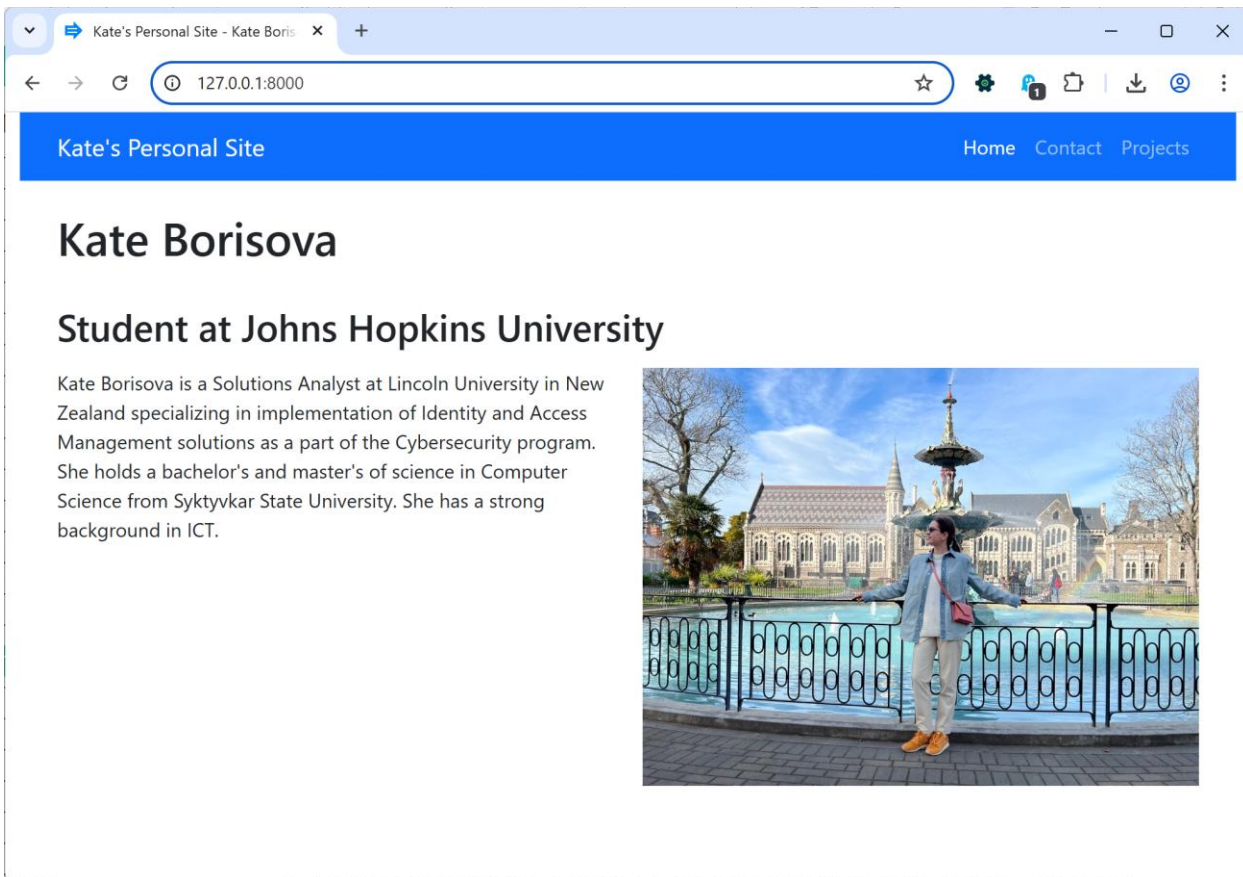 Kate's Personal Site - Kate Boris
127.0.0.1:8000
1
Kate's Personal Site
Home Contact Projects
Kate Borisova
Student at Johns Hopkins University
Kate Borisova is a Solutions Analyst at Lincoln University in New
Zealand specializing in implementation of Identity and Access
Management solutions as a part of the Cybersecurity program.
She holds a bachelor's and master's of science in Computer
Science from Syktyvkar State University. She has a strong
background in ICT.